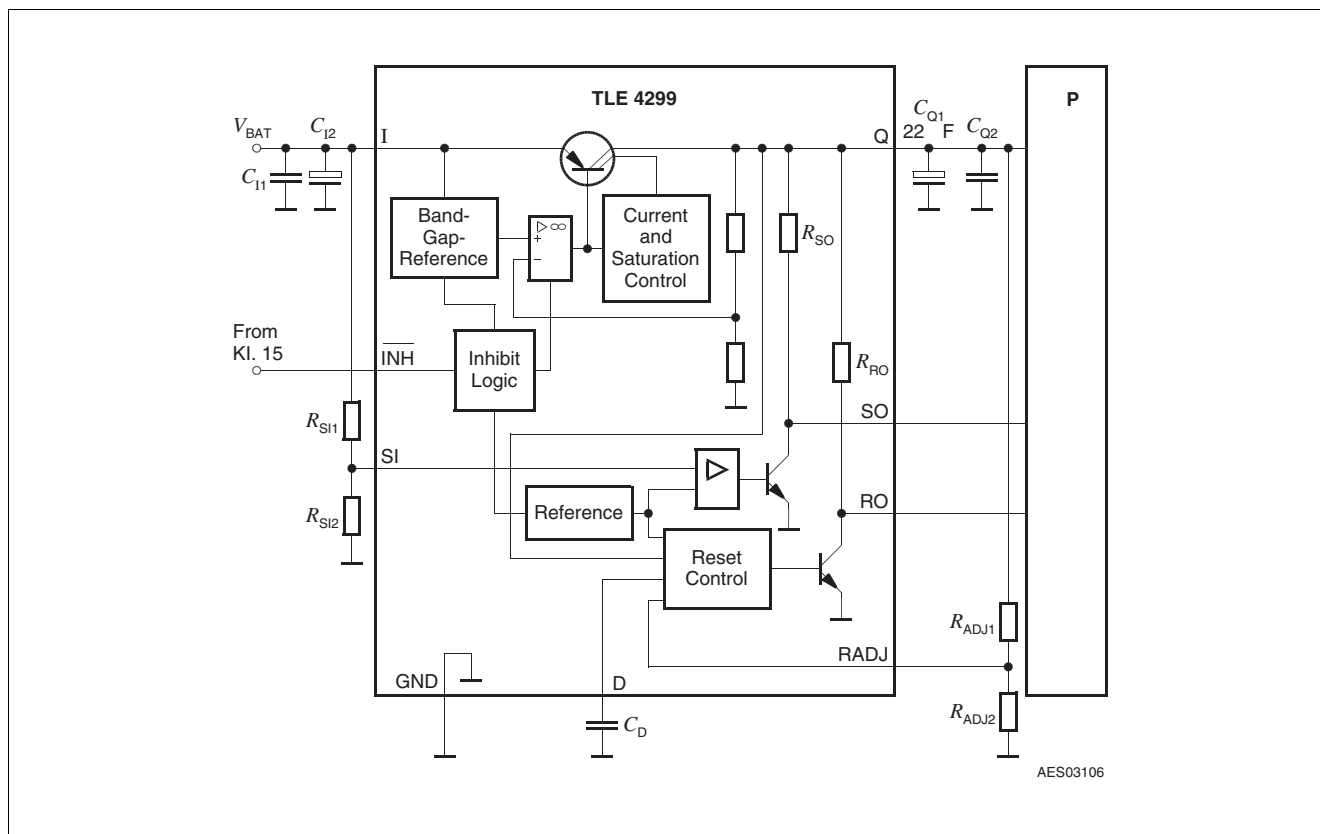 TLE 4299
P
V_BAT
C_I2
I
Q
C_Q1
22 F
C_Q2
C_I1
Band-
Gap-
Reference
▷ ∞
+
−
Current
and
Saturation
Control
R_SO
From
KI. 15
INH
Inhibit
Logic
R_RO
R_SI1
SO
SI
R_SI2
Reference
RO
Reset
Control
R_ADJ1
RADJ
GND
D
R_ADJ2
C_D
AES03106